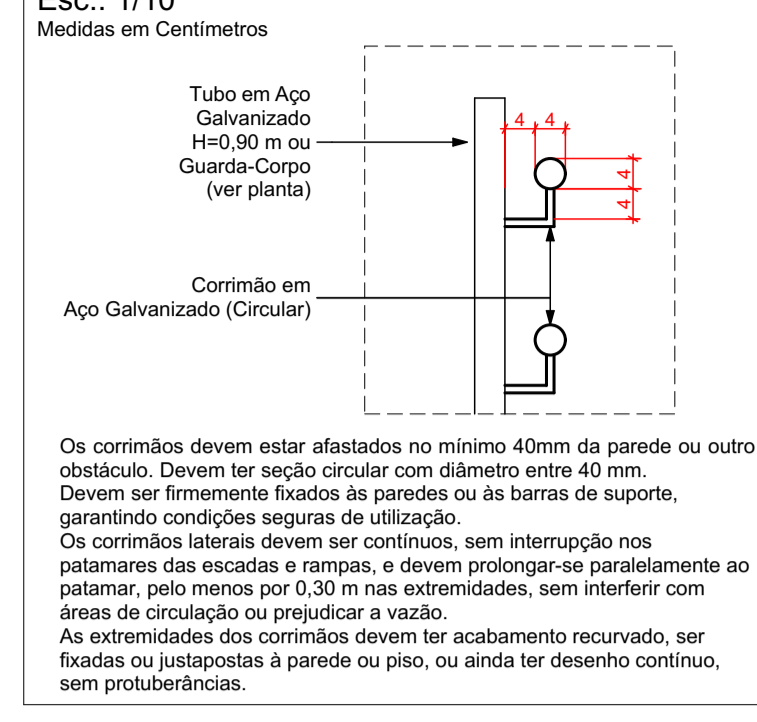 Esc.: 1/10
Medidas em Centímetros
Tubo em Aço
Galvanizado
H=0,90 m ou
Guarda-Corpo
(ver planta)
4 4
4
4
Corrimão em
Aço Galvanizado (Circular)
Os corrimãos devem estar afastados no mínimo 40mm da parede ou outro
obstáculo. Devem ter seção circular com diâmetro entre 40 mm.
Devem ser firmemente fixados às paredes ou às barras de suporte,
garantindo condições seguras de utilização.
Os corrimãos laterais devem ser contínuos, sem interrupção nos
patamares das escadas e rampas, e devem prolongar-se paralelamente ao
patamar, pelo menos por 0,30 m nas extremidades, sem interferir com
áreas de circulação ou prejudicar a vazão.
As extremidades dos corrimãos devem ter acabamento recurvado, ser
fixadas ou justapostas à parede ou piso, ou ainda ter desenho contínuo,
sem protuberâncias.